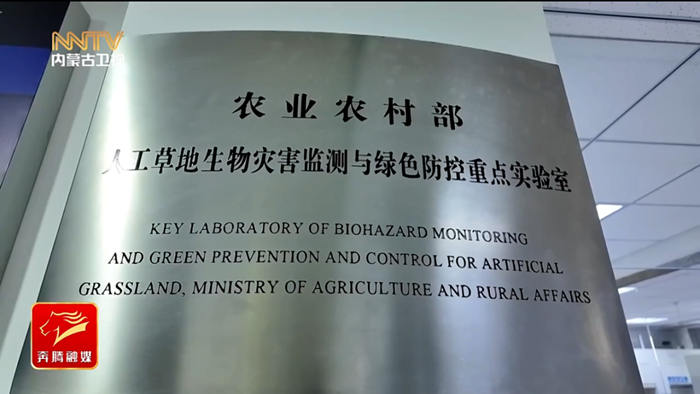 NMTV
内蒙古卫视
农业农村部
人工草地生物灾害监测与绿色防控重点实验室
KEY LABORATORY OF BIOHAZARD MONITORING
AND GREEN PREVENTION AND CONTROL FOR ARTIFICIAL
GRASSLAND, MINISTRY OF AGRICULTURE AND RURAL AFFAIRS
奔腾融媒